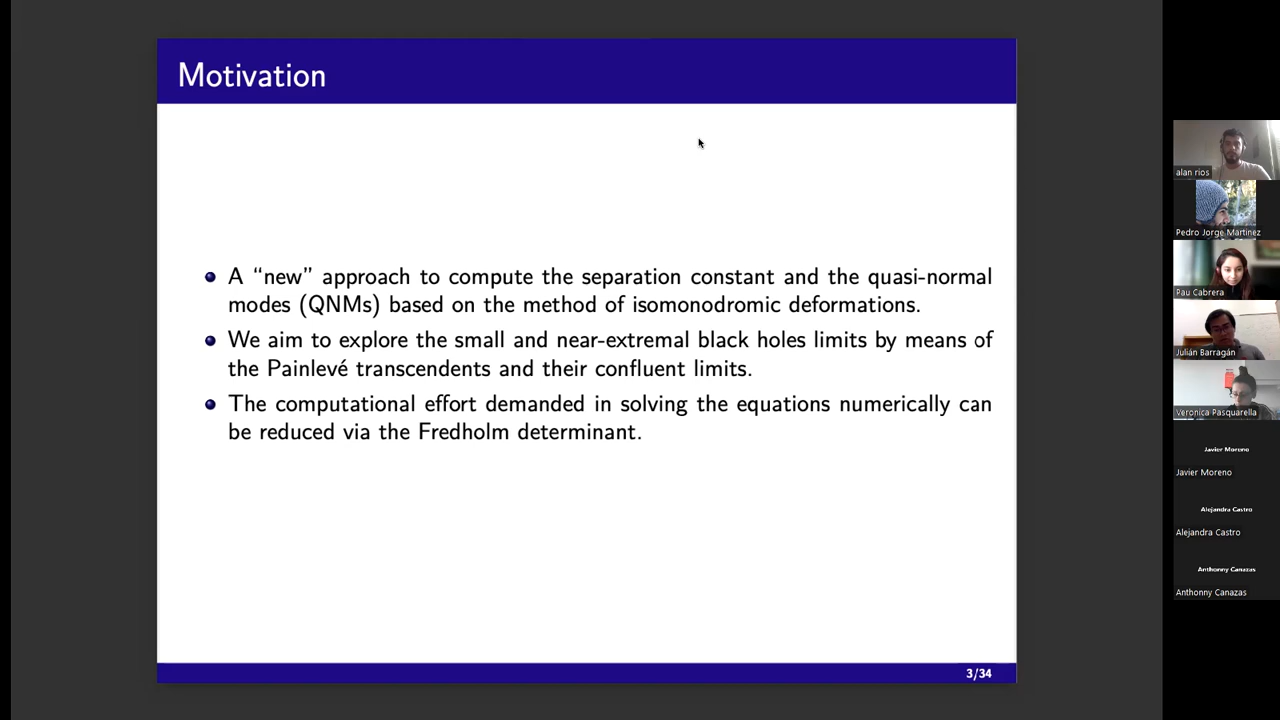 Motivation
A “new” approach to compute the separation constant and the quasi-normal
modes (QNMs) based on the method of isomonodromic deformations.
We aim to explore the small and near-extremal black holes limits by means of
the Painlevé transcendents and their confluent limits.
The computational effort demanded in solving the equations numerically can
be reduced via the Fredholm determinant.
3/34
alan rios
Pedro Jorge Martinez
Pau Cabrera
Julián Barragán
Veronica Pasquarella
Javier Moreno
Javier Moreno
Alejandra Castro
Alejandra Castro
Anthonny Canazas
Anthonny Canazas